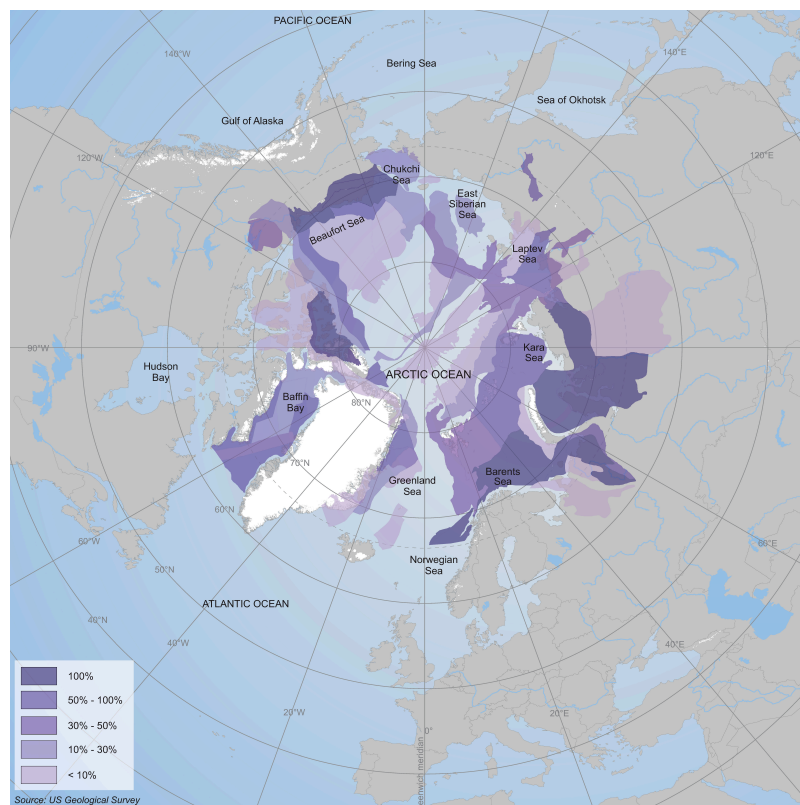 PACIFIC OCEAN
140°W
Bering Sea
140°E
Sea of Okhotsk
Gulf of Alaska
120°W
120°E
Chukchi
Sea
East
Siberian
Sea
Beaufort Sea
Laptev
Sea
90°W
Kara
Sea
Hudson
Bay
ARCTIC OCEAN
Baffin
Bay
80°N
70°N
Barents
Sea
Greenland
Sea
60°N
60°W
60°E
Norwegian
Sea
50°N
ATLANTIC OCEAN
40°N
40°W
40°E
20°W
20°E
0°
eenwich meridian
100%
50% - 100%
30% - 50%
10% - 30%
< 10%
Source: US Geological Survey